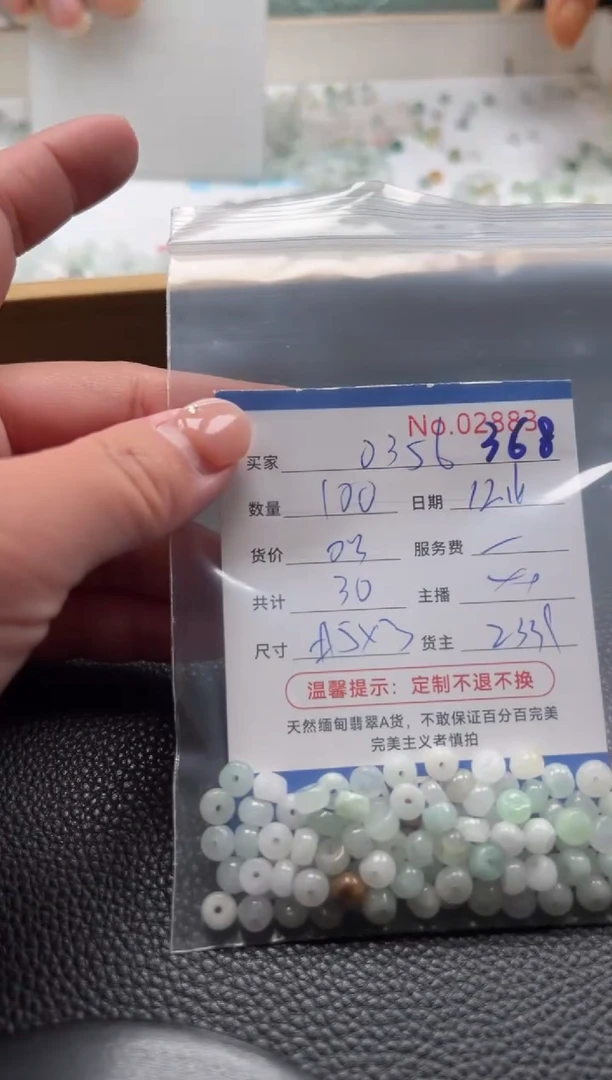 No.02883
买家 0356 368
数量 100 日期 12.16
货价 03 服务费
共计 30 主播
尺寸 45X3 货主 2331
温馨提示：定制不退不换
天然缅甸翡翠A货，不敢保证百分百完美
完美主义者慎拍